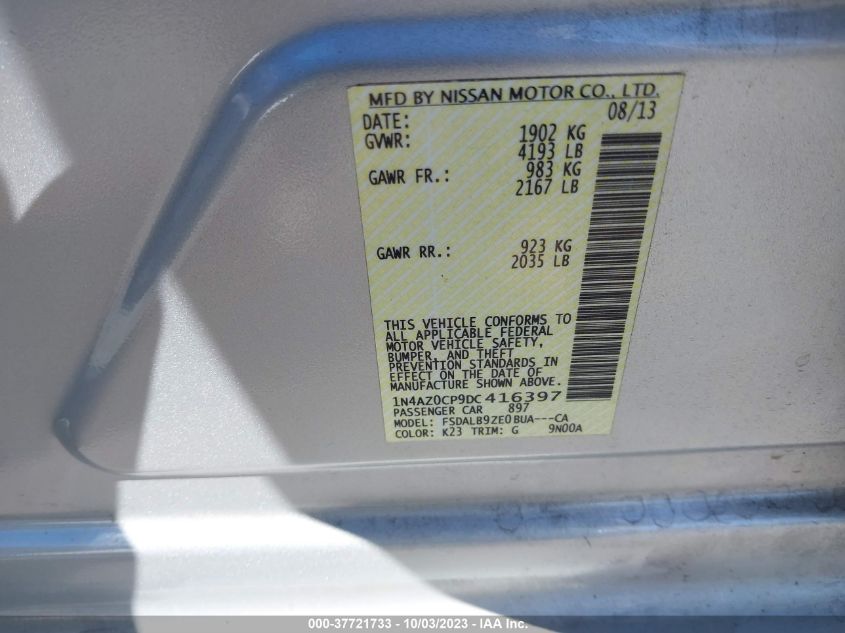 MFD BY NISSAN MOTOR CO., LTD.
DATE: 08/13
GVWR: 1902 KG
4193 LB
GAWR FR.: 983 KG
2167 LB
GAWR RR.: 923 KG
2035 LB
THIS VEHICLE CONFORMS TO
ALL APPLICABLE FEDERAL
MOTOR VEHICLE SAFETY,
BUMPER, AND THEFT
PREVENTION STANDARDS IN
EFFECT ON THE DATE OF
MANUFACTURE SHOWN ABOVE.
1N4AZ0CP9DC416397
PASSENGER CAR 897
MODEL: FSDALB9ZE0BUA---CA
COLOR: K23 TRIM: G 9N00A
000-37721733 - 10/03/2023 - IAA Inc.